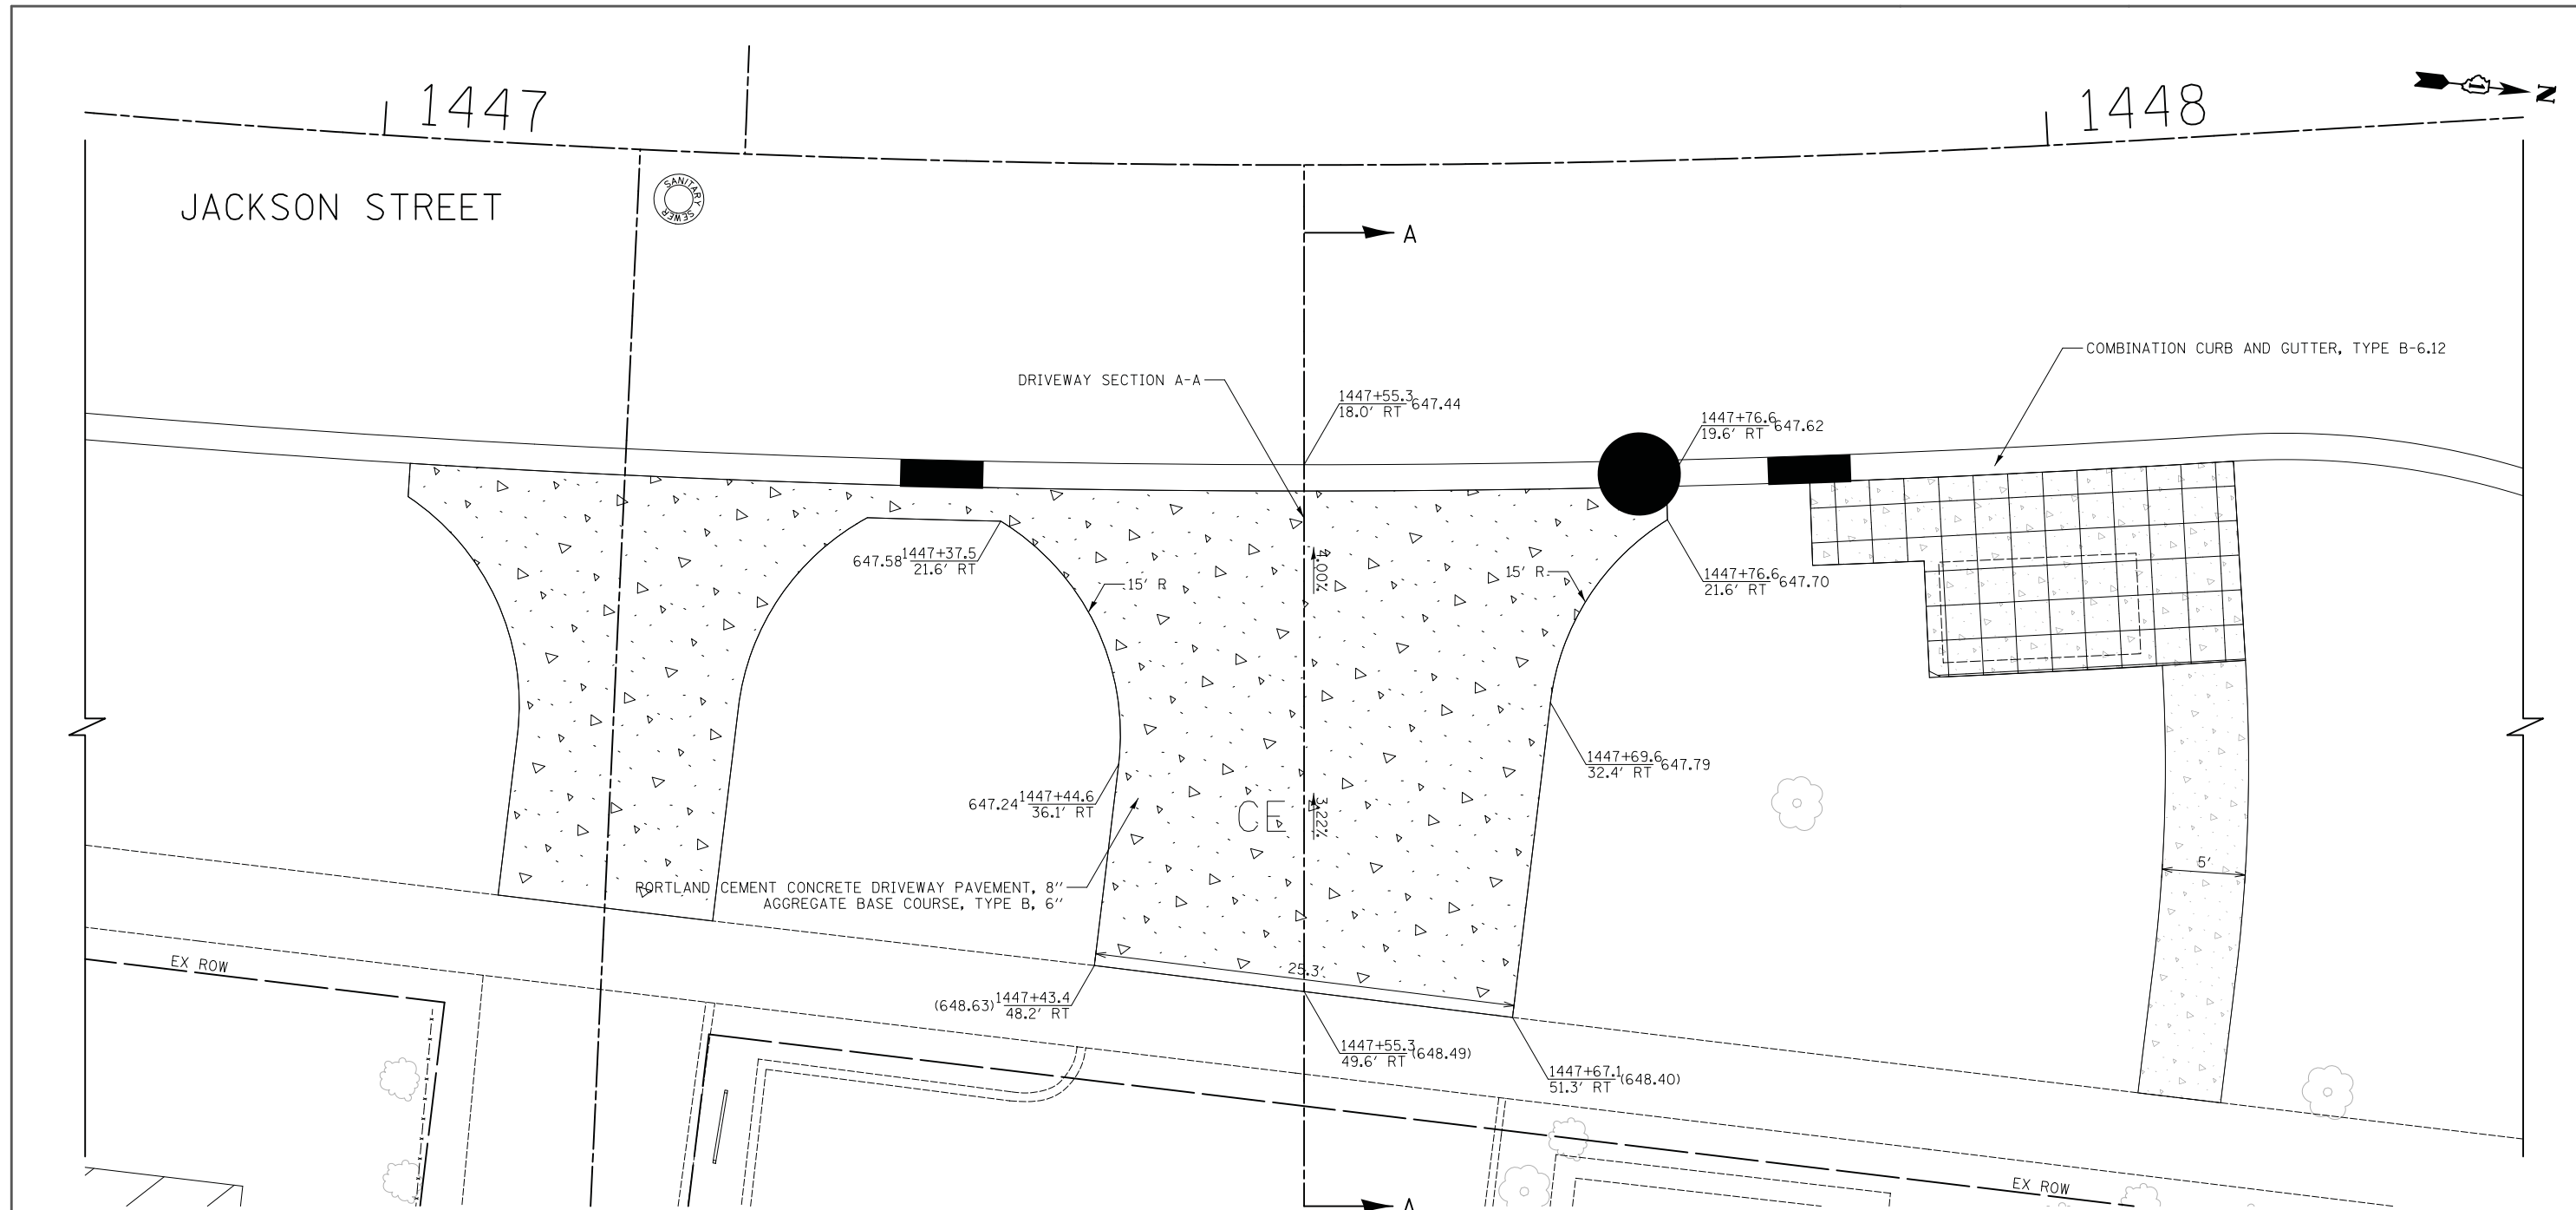 1447
1448
N
JACKSON STREET
SANITARY
SEWER
A
COMBINATION CURB AND GUTTER, TYPE B-6.12
DRIVEWAY SECTION A-A
1447+55.3
18.0' RT
647.44
1447+76.6
19.6' RT
647.62
647.58
1447+37.5
21.6' RT
4.00%
15' R
15' R
1447+76.6
21.6' RT
647.70
1447+69.6
32.4' RT
647.79
647.24
1447+44.6
36.1' RT
CE
3.22%
5'
PORTLAND CEMENT CONCRETE DRIVEWAY PAVEMENT, 8"
AGGREGATE BASE COURSE, TYPE B, 6"
EX ROW
25.3'
(648.63)
1447+43.4
48.2' RT
1447+55.3
49.6' RT
(648.49)
1447+67.1
51.3' RT
(648.40)
EX ROW
A